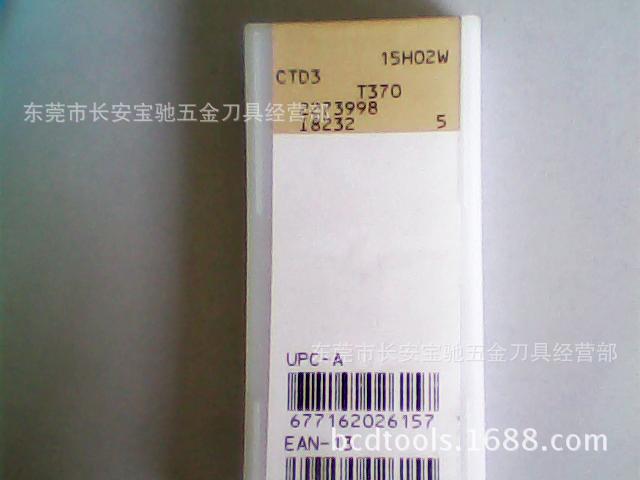 15H02W
CTD3
T370
东莞市长安宝驰五金刀具经营部
18232 5
东莞市长安宝驰五金刀具经营部
UPC-A
677162026157
EAN-13
bcdtools.1688.com